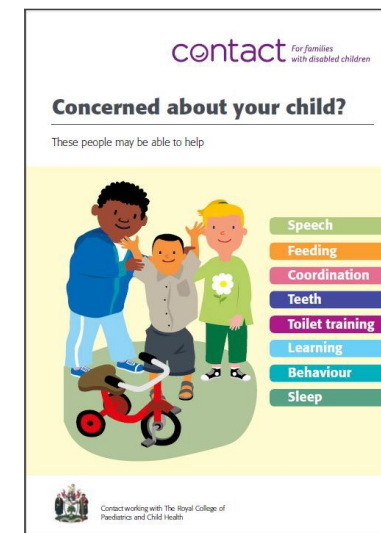 contact For families
with disabled children
Concerned about your child?
These people may be able to help
Speech
Feeding
Coordination
Teeth
Toilet training
Learning
Behaviour
Sleep
Contact working with The Royal College of
Paediatrics and Child Health